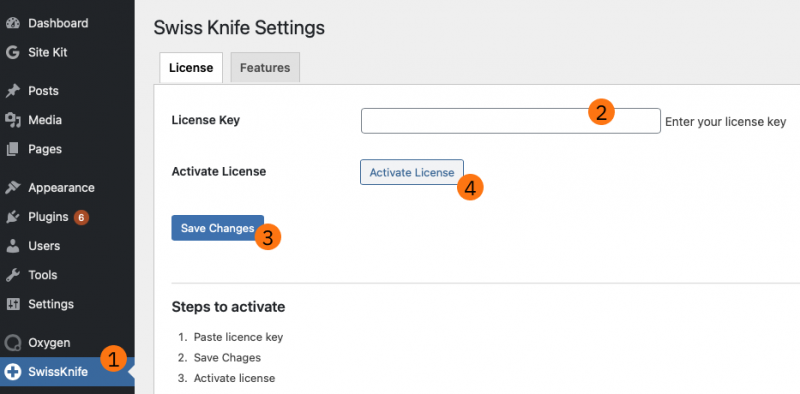 Dashboard
Site Kit
Posts
Media
Pages
Appearance
Plugins 6
Users
Tools
Settings
Oxygen
SwissKnife 1
Swiss Knife Settings
License Features
License Key 2 Enter your license key
Activate License Activate License 4
Save Changes 3
Steps to activate
1. Paste licence key
2. Save Chages
3. Activate license